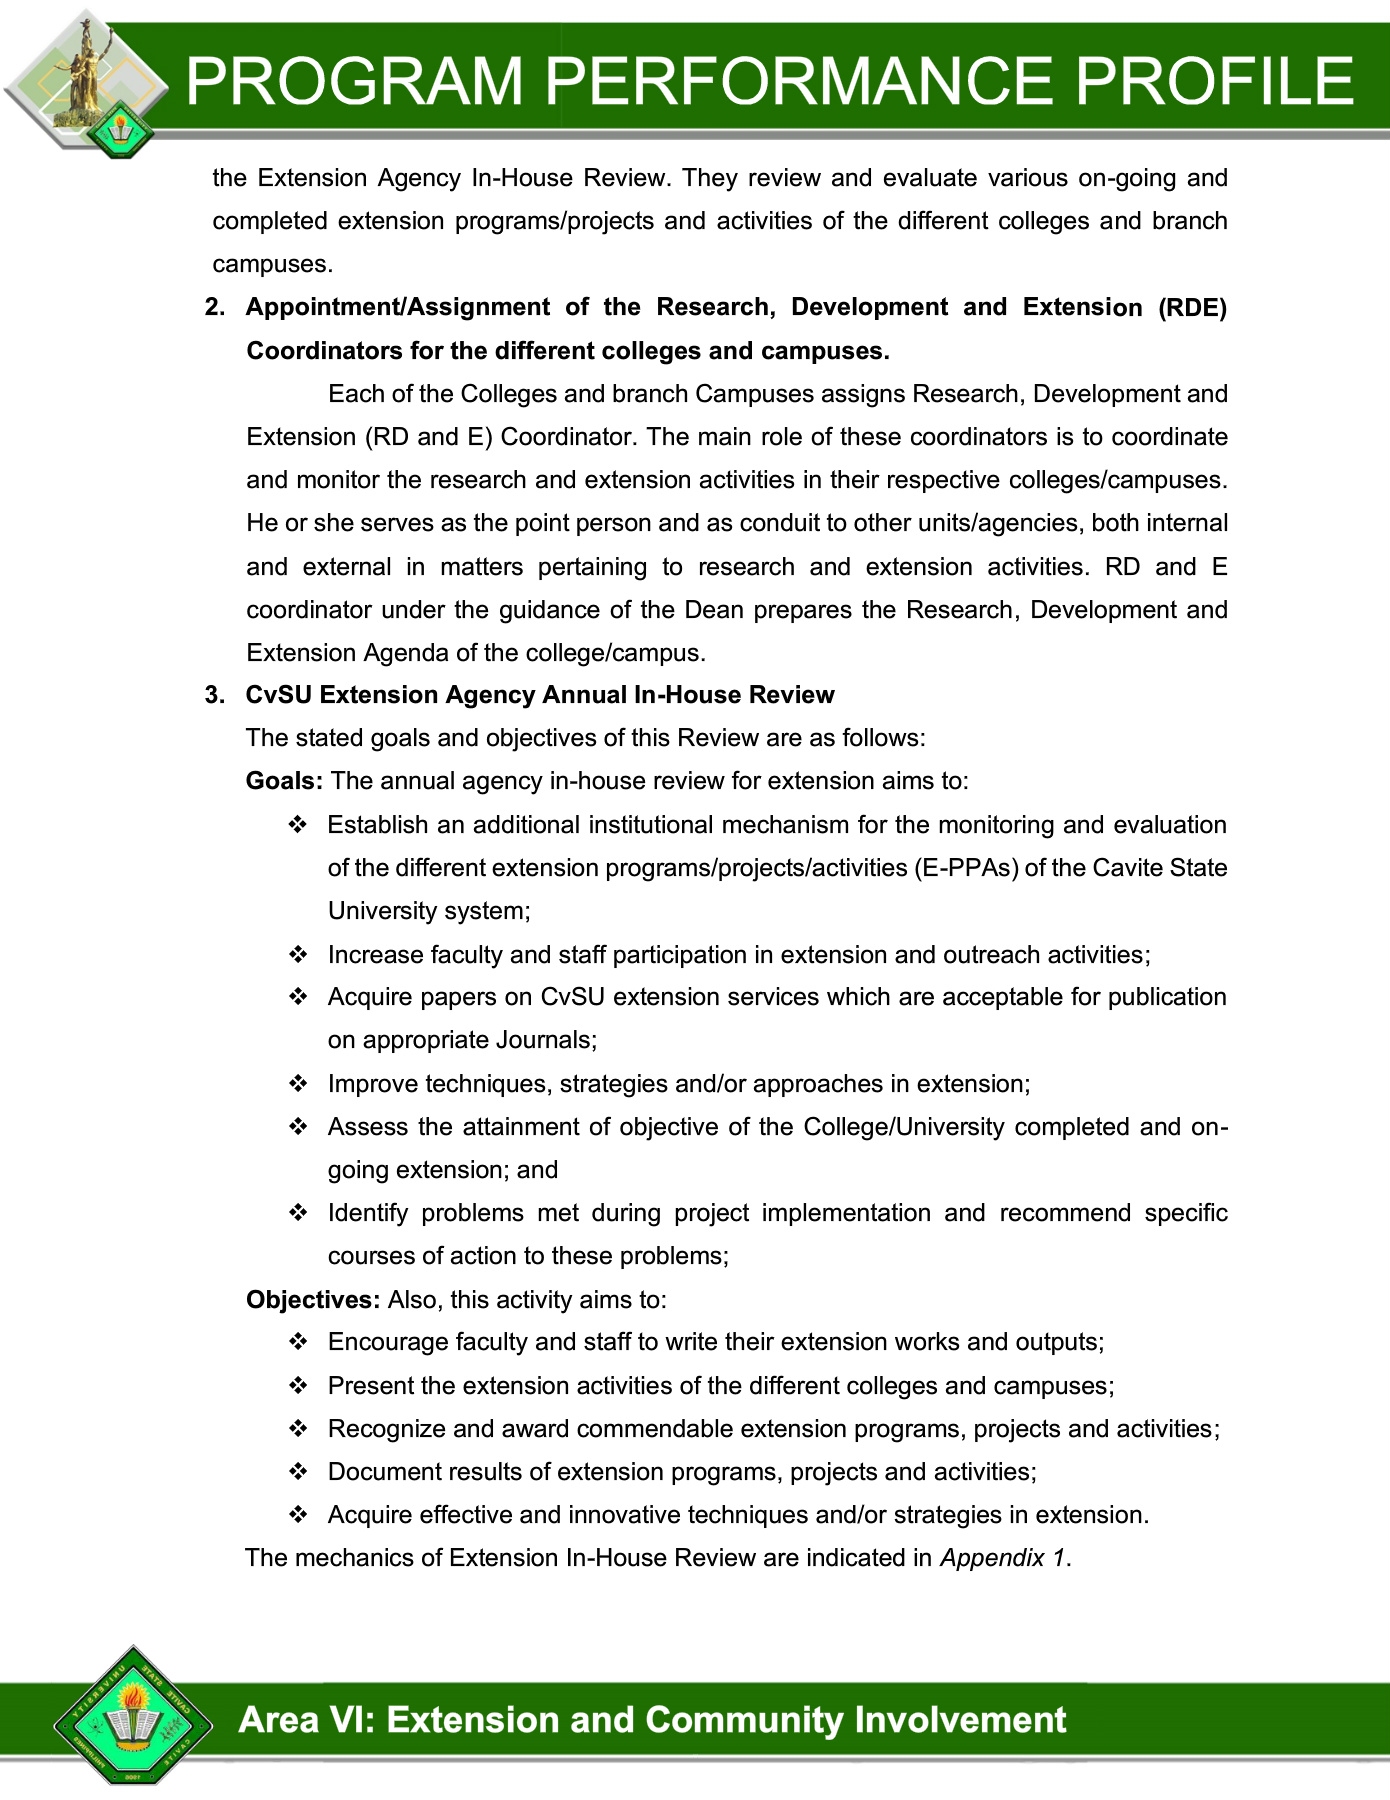 PROGRAM PERFORMANCE PROFILE
the Extension Agency In-House Review. They review and evaluate various on-going and
completed extension programs/projects and activities of the different colleges and branch
campuses.
2. Appointment/Assignment of the Research, Development and Extension (RDE)
Coordinators for the different colleges and campuses.
Each of the Colleges and branch Campuses assigns Research, Development and
Extension (RD and E) Coordinator. The main role of these coordinators is to coordinate
and monitor the research and extension activities in their respective colleges/campuses.
He or she serves as the point person and as conduit to other units/agencies, both internal
and external in matters pertaining to research and extension activities. RD and E
coordinator under the guidance of the Dean prepares the Research, Development and
Extension Agenda of the college/campus.
3. CvSU Extension Agency Annual In-House Review
The stated goals and objectives of this Review are as follows:
Goals: The annual agency in-house review for extension aims to:
❖ Establish an additional institutional mechanism for the monitoring and evaluation
of the different extension programs/projects/activities (E-PPAs) of the Cavite State
University system;
❖ Increase faculty and staff participation in extension and outreach activities;
❖ Acquire papers on CvSU extension services which are acceptable for publication
on appropriate Journals;
❖ Improve techniques, strategies and/or approaches in extension;
❖ Assess the attainment of objective of the College/University completed and on-
going extension; and
❖ Identify problems met during project implementation and recommend specific
courses of action to these problems;
Objectives: Also, this activity aims to:
❖ Encourage faculty and staff to write their extension works and outputs;
❖ Present the extension activities of the different colleges and campuses;
❖ Recognize and award commendable extension programs, projects and activities;
❖ Document results of extension programs, projects and activities;
❖ Acquire effective and innovative techniques and/or strategies in extension.
The mechanics of Extension In-House Review are indicated in Appendix 1.
CAVITE STATE UNIVERSITY
CAVITE PHILIPPINES
Area VI: Extension and Community Involvement